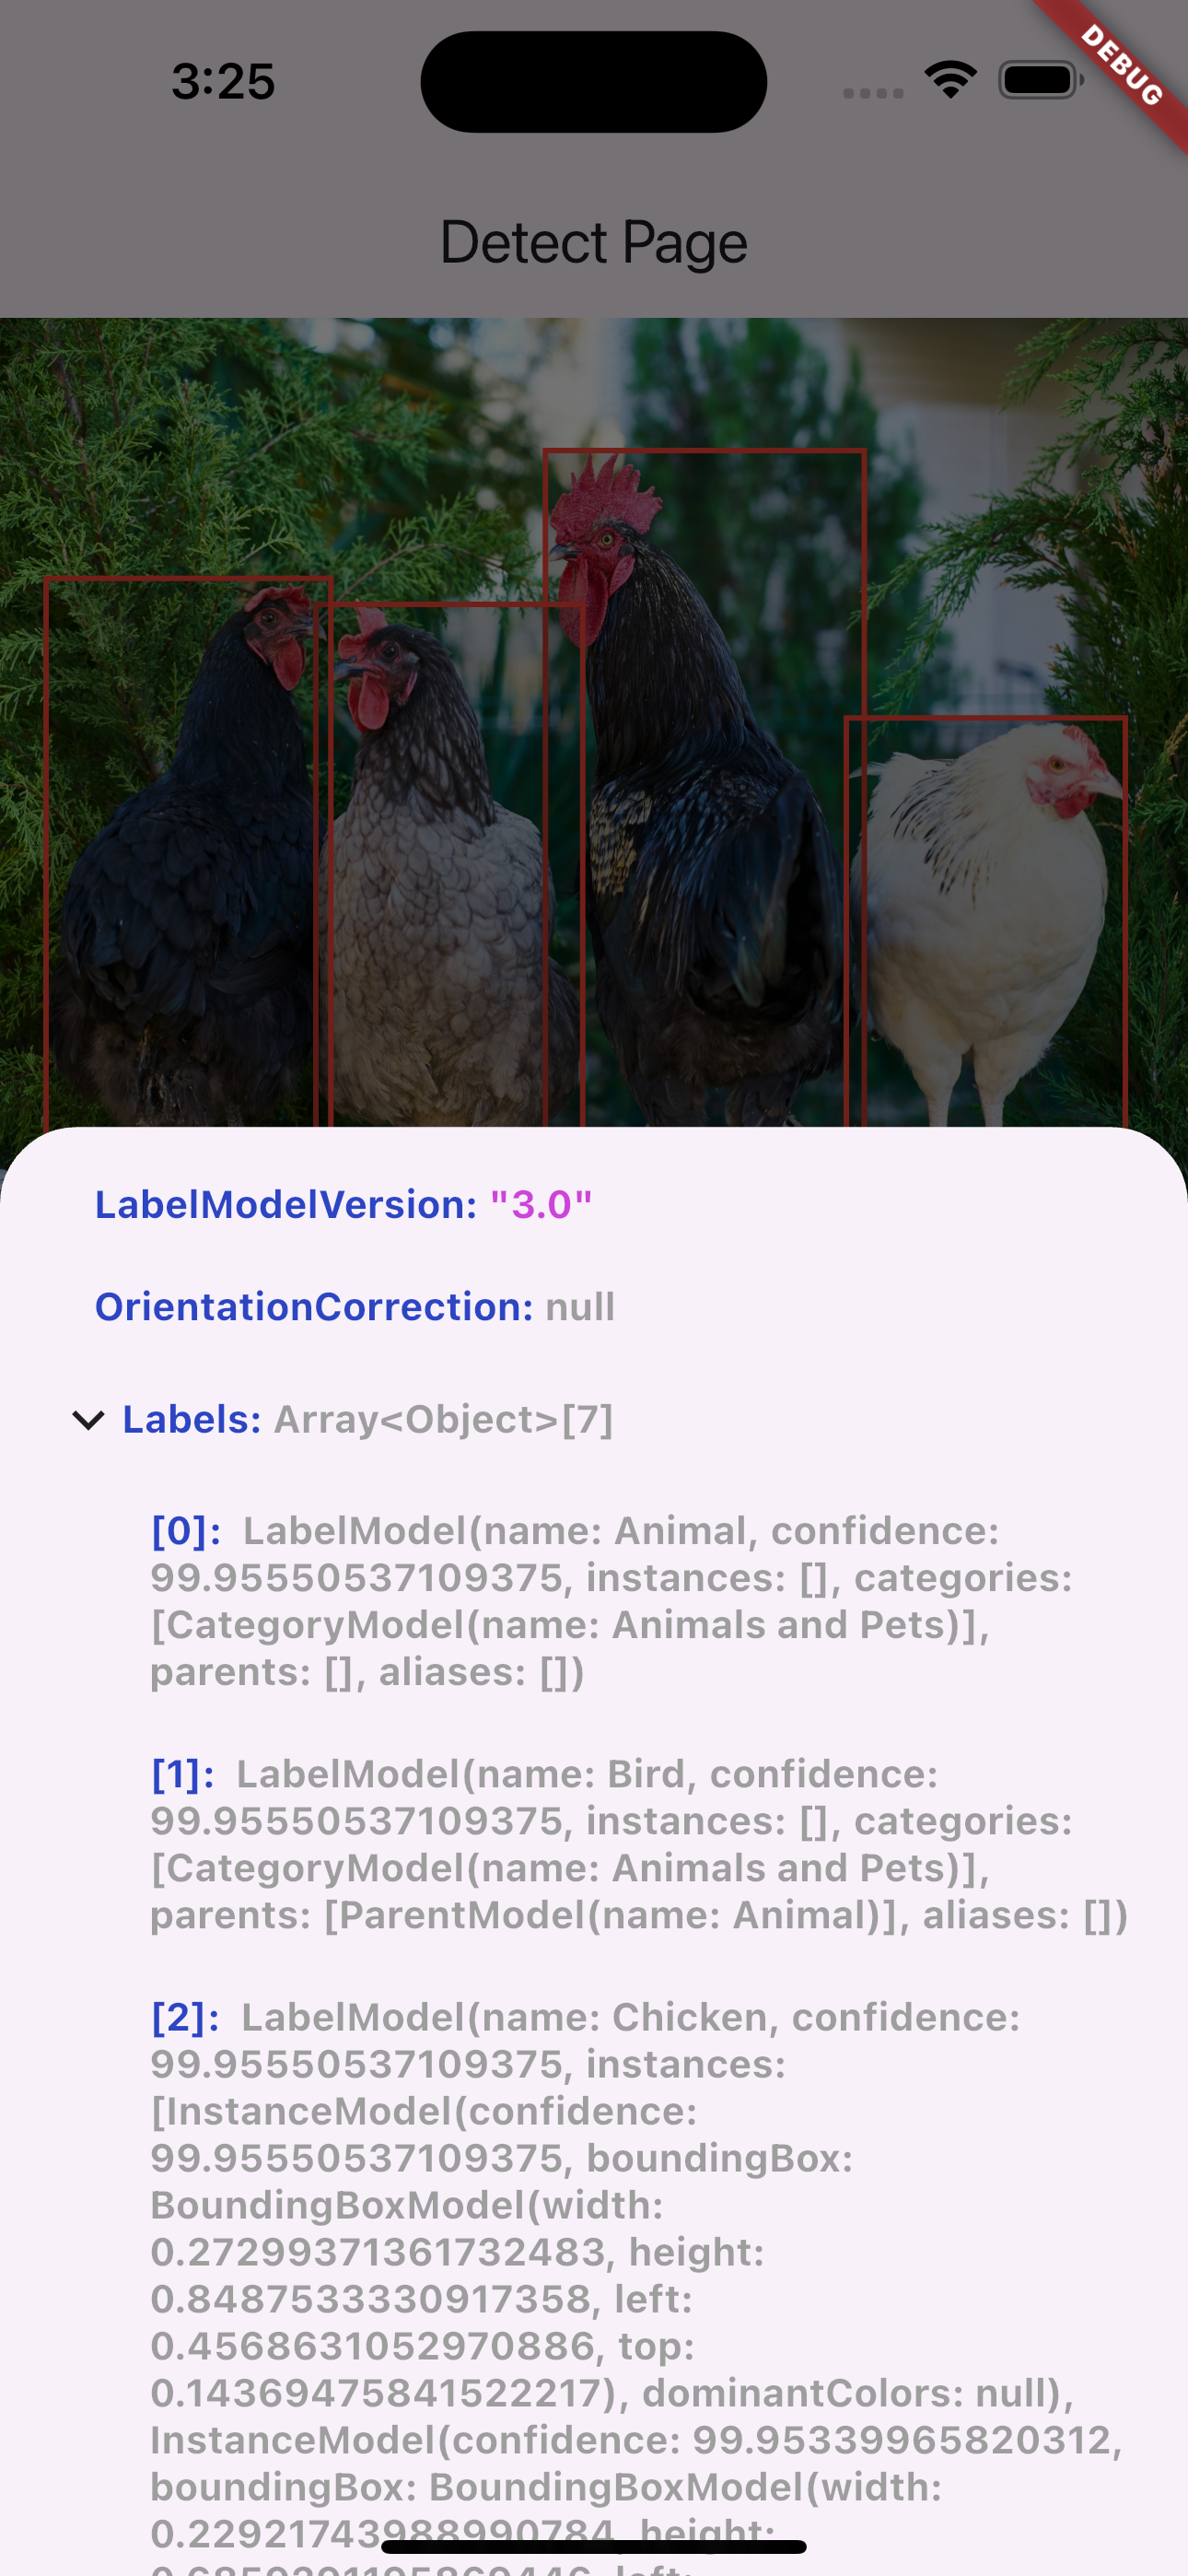 3:25
DEBUG
Detect Page
LabelModelVersion: "3.0"
OrientationCorrection: null
Labels: Array<Object>[7]
[0]: LabelModel(name: Animal, confidence:
99.95550537109375, instances: [], categories:
[CategoryModel(name: Animals and Pets)],
parents: [], aliases: [])
[1]: LabelModel(name: Bird, confidence:
99.95550537109375, instances: [], categories:
[CategoryModel(name: Animals and Pets)],
parents: [ParentModel(name: Animal)], aliases: [])
[2]: LabelModel(name: Chicken, confidence:
99.95550537109375, instances:
[InstanceModel(confidence:
99.95550537109375, boundingBox:
BoundingBoxModel(width:
0.27299371361732483, height:
0.8487533330917358, left:
0.4568631052970886, top:
0.14369475841522217), dominantColors: null),
InstanceModel(confidence: 99.95339965820312,
boundingBox: BoundingBoxModel(width:
0.22921743988990784, height:
left: